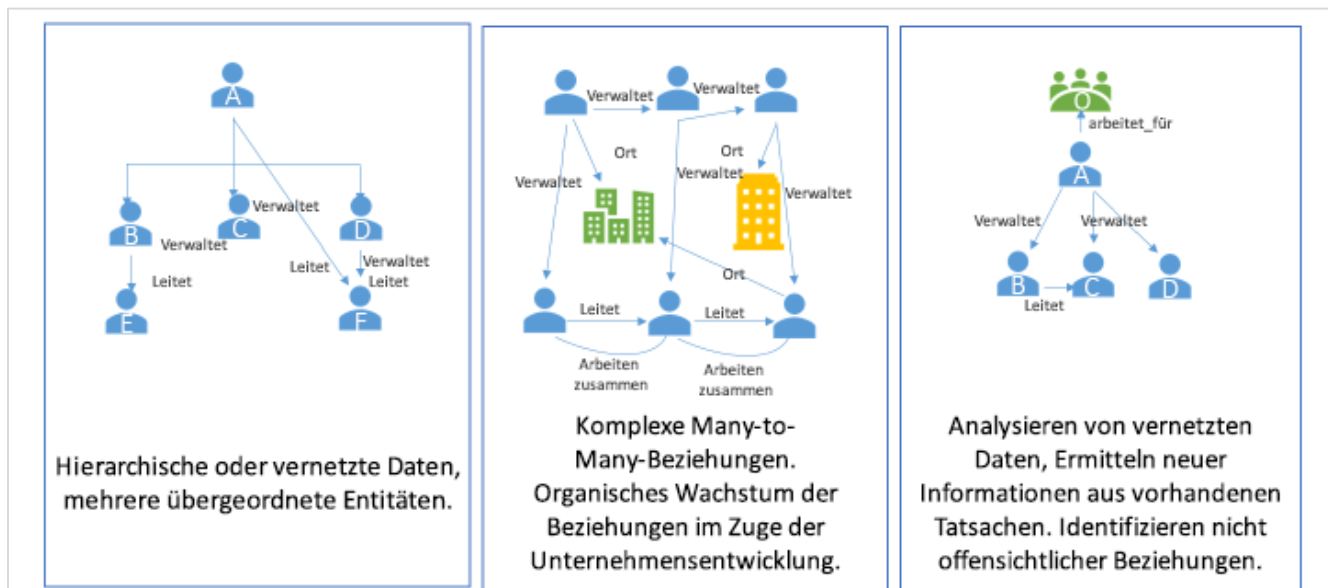 A
B
Verwaltet
C
Verwaltet
D
Verwaltet
Leitet
Leitet
Leitet
E
F
Hierarchische oder vernetzte Daten,
mehrere übergeordnete Entitäten.
Verwaltet
Verwaltet
Ort
Ort
Verwaltet
Verwaltet
Verwaltet
Ort
Leitet
Leitet
Arbeiten
zusammen
Arbeiten
zusammen
Komplexe Many-to-
Many-Beziehungen.
Organisches Wachstum der
Beziehungen im Zuge der
Unternehmensentwicklung.
O
arbeitet_für
A
Verwaltet
Verwaltet
B
C
D
Leitet
Analysieren von vernetzten
Daten, Ermitteln neuer
Informationen aus vorhandenen
Tatsachen. Identifizieren nicht
offensichtlicher Beziehungen.